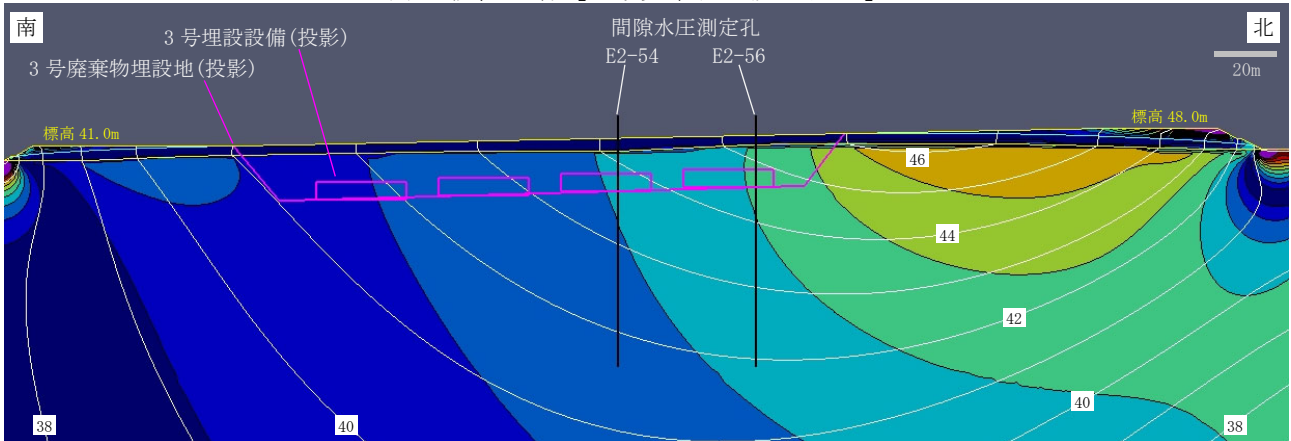 南
間隙水圧測定孔
北
3号埋設設備(投影)
E2-54
E2-56
3号廃棄物埋設地(投影)
20m
標高 41.0m
標高 48.0m
46
44
42
40
38
40
38